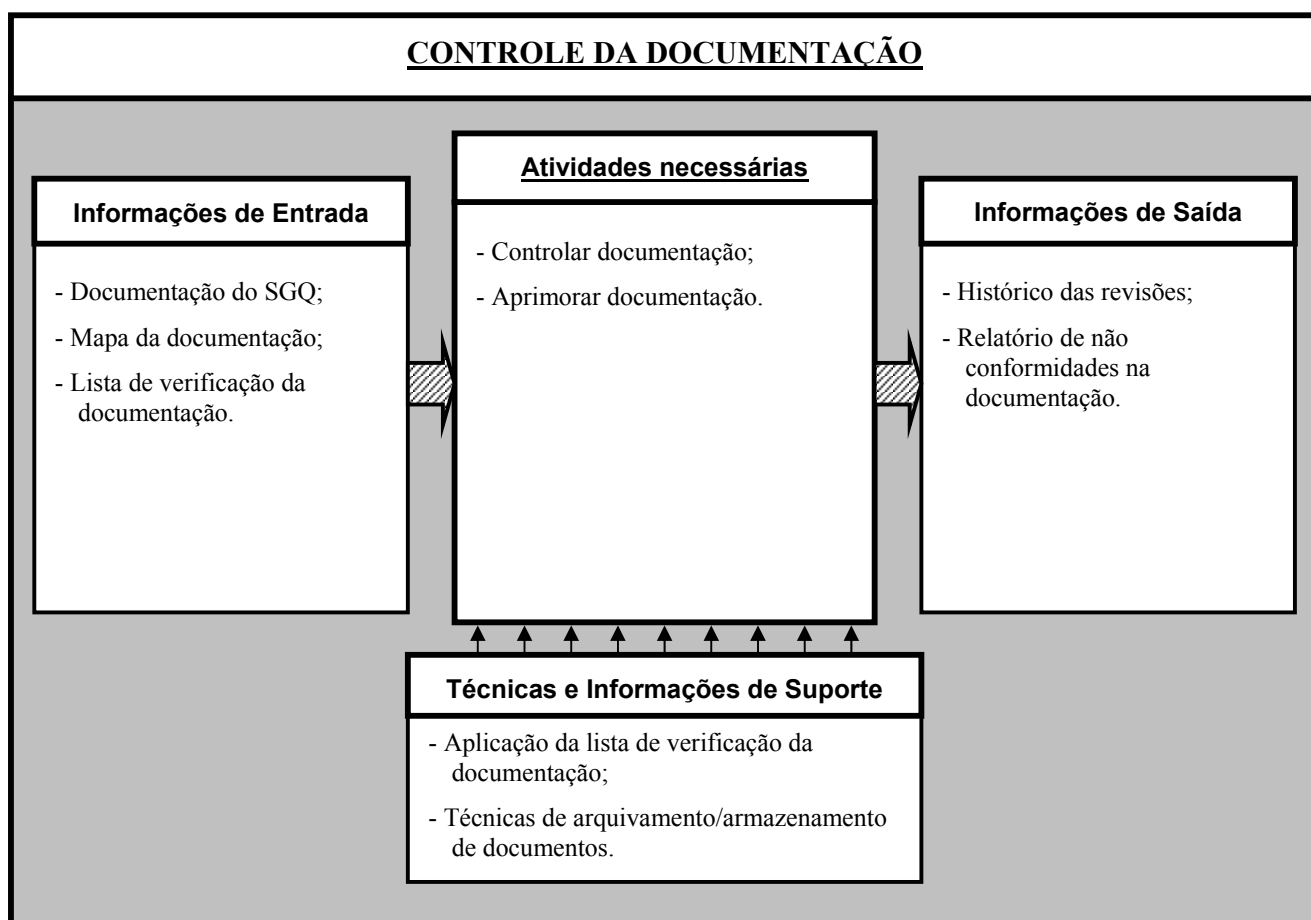 CONTROLE DA DOCUMENTAÇÃO
Informações de Entrada
- Documentação do SGQ;
- Mapa da documentação;
- Lista de verificação da
documentação.
Atividades necessárias
- Controlar documentação;
- Aprimorar documentação.
Informações de Saída
- Histórico das revisões;
- Relatório de não
conformidades na
documentação.
Técnicas e Informações de Suporte
- Aplicação da lista de verificação da
documentação;
- Técnicas de arquivamento/armazenamento
de documentos.